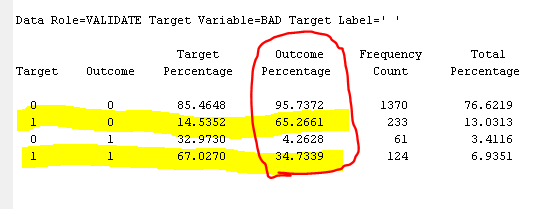 Data Role=VALIDATE Target Variable=BAD Target Label=' '
Target Outcome Frequency Total
Target Outcome Percentage Percentage Count Percentage
0 0 85.4648 95.7372 1370 76.6219
1 0 14.5352 65.2661 233 13.0313
0 1 32.9730 4.2628 61 3.4116
1 1 67.0270 34.7339 124 6.9351